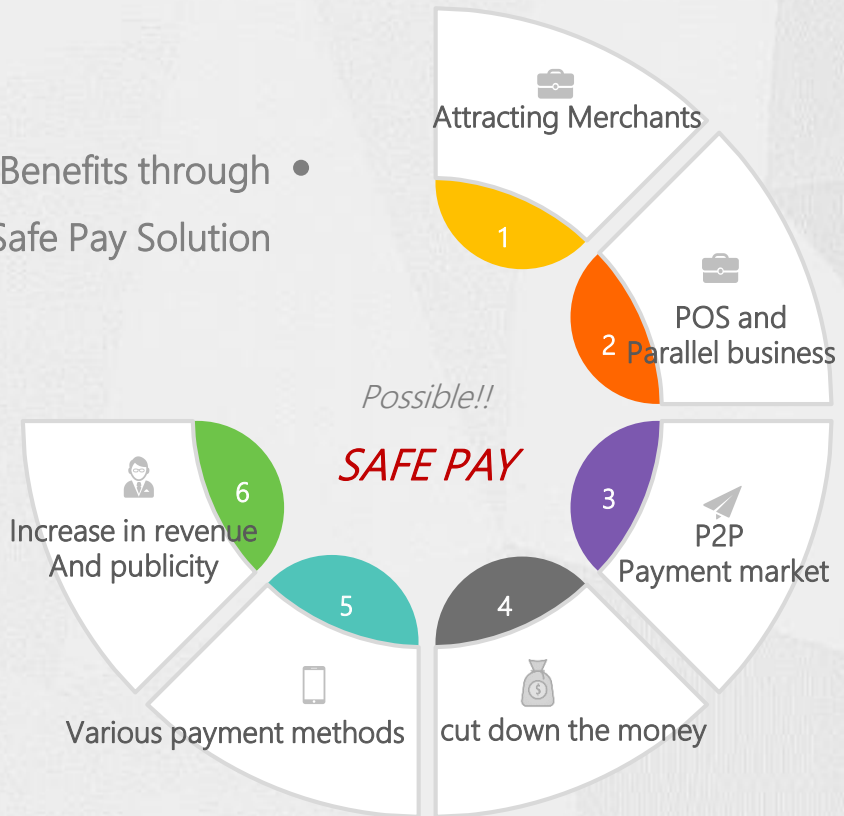 Benefits through •
Safe Pay Solution
Attracting Merchants
1
POS and
Parallel business
2
Possible!!
SAFE PAY
3
P2P
Payment market
4
cut down the money
5
Various payment methods
6
Increase in revenue
And publicity
$